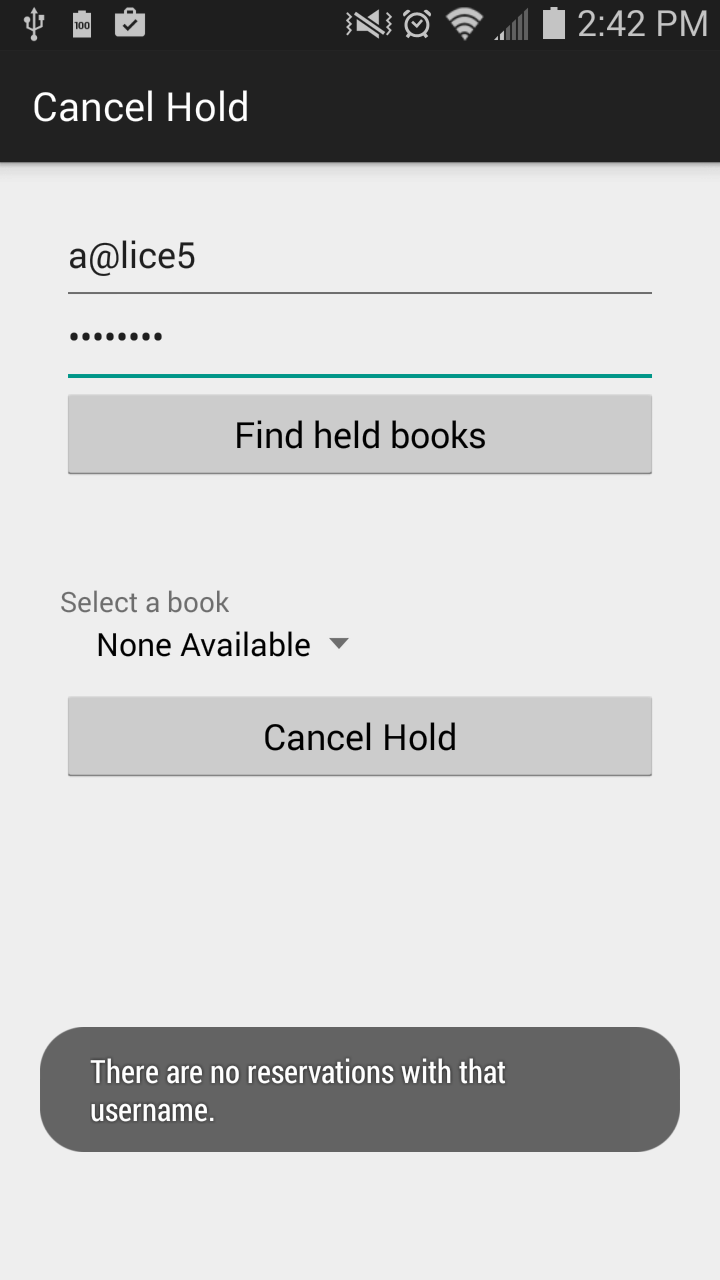 100
2:42 PM
Cancel Hold
a@lice5
••••••••
Find held books
Select a book
None Available
Cancel Hold
There are no reservations with that
username.